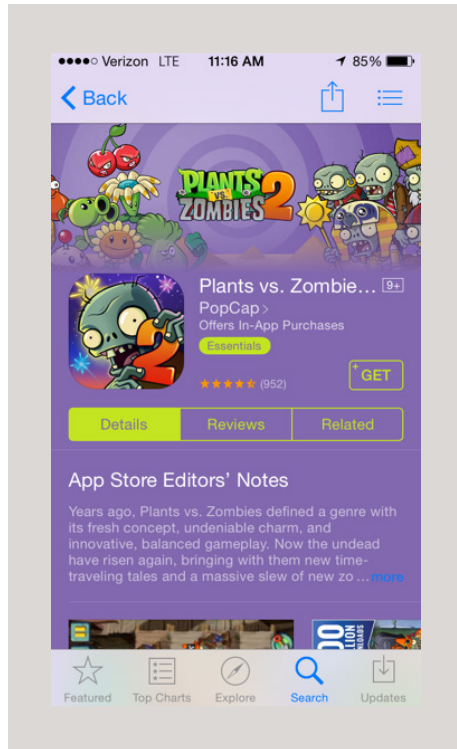 Verizon LTE 11:16 AM 85%
Back
PLANTS
VS.
ZOMBIES 2
2
Plants vs. Zombie... 9+
PopCap >
Offers In-App Purchases
Essentials
(952)
+GET
Details Reviews Related
App Store Editors' Notes
Years ago, Plants vs. Zombies defined a genre with
its fresh concept, undeniable charm, and
innovative, balanced gameplay. Now the undead
have risen again, bringing with them new time-
traveling tales and a massive slew of new zo ... more
Featured Top Charts Explore Search Updates